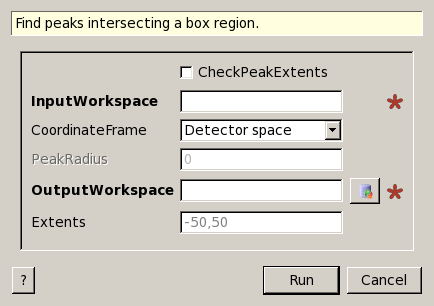 Find peaks intersecting a box region.
CheckPeakExtents
InputWorkspace
CoordinateFrame Detector space
PeakRadius 0
OutputWorkspace
Extents -50,50
? Run Cancel